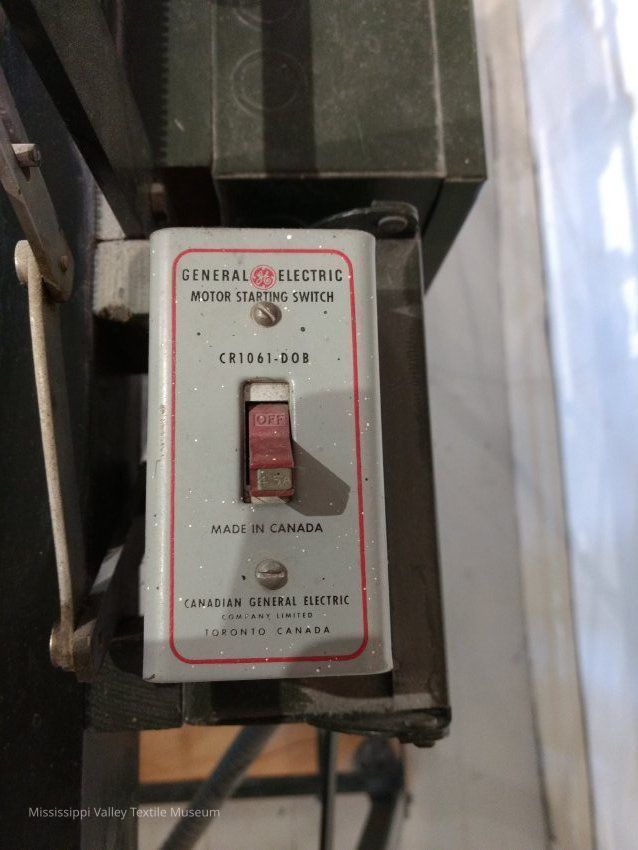 GENERAL GE ELECTRIC
MOTOR STARTING SWITCH
CR1061-DOB
OFF
MADE IN CANADA
CANADIAN GENERAL ELECTRIC
COMPANY LIMITED
TORONTO CANADA
Mississippi Valley Textile Museum